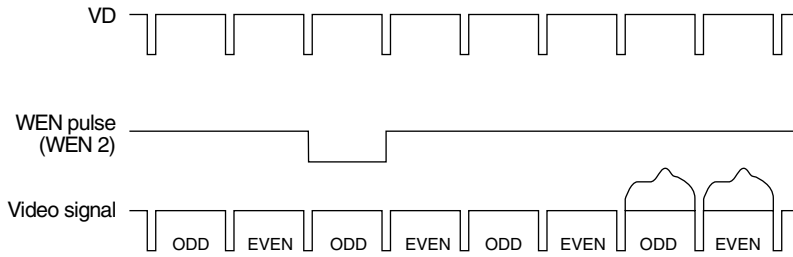 VD
WEN pulse
(WEN 2)
Video signal
ODD EVEN ODD EVEN ODD EVEN ODD EVEN